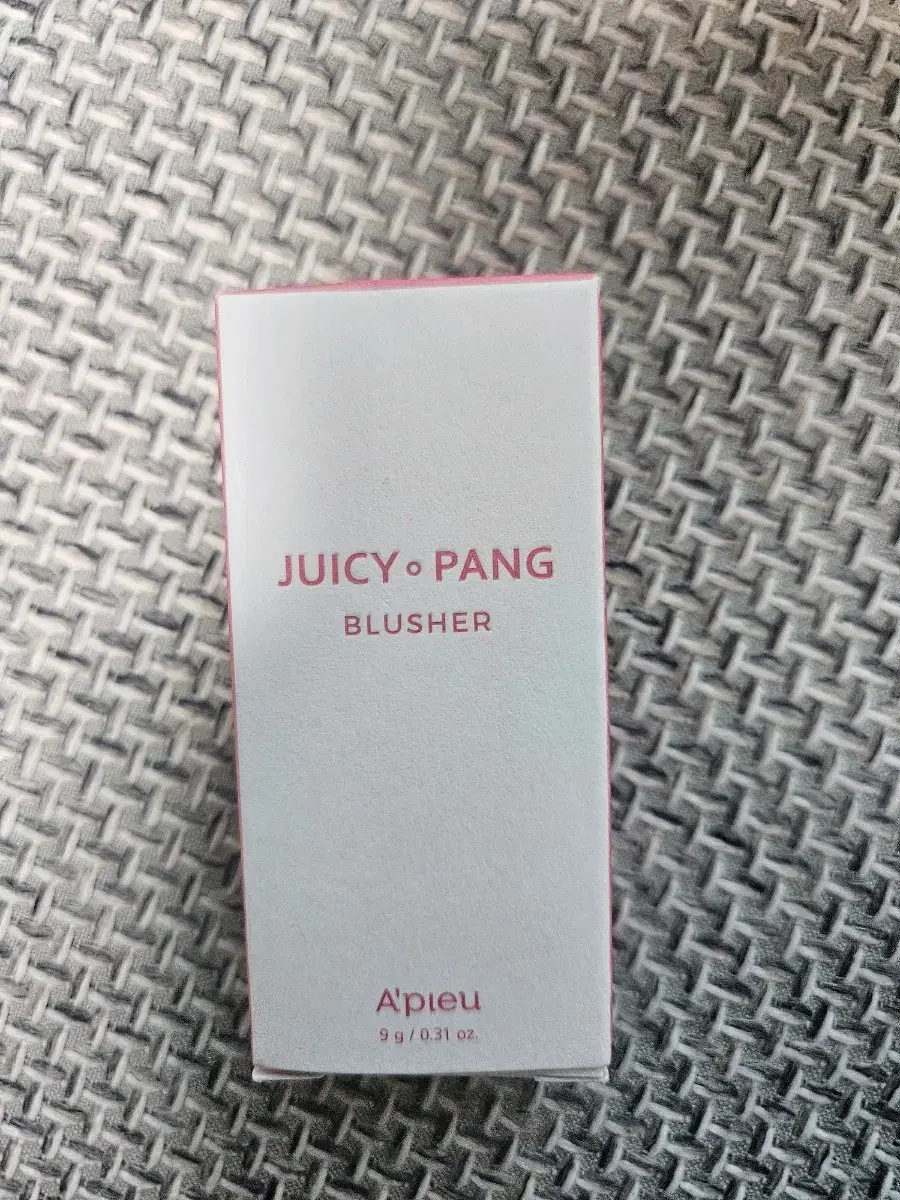 JUICY • PANG
BLUSHER
A'pieu
9 g / 0.31 oz.